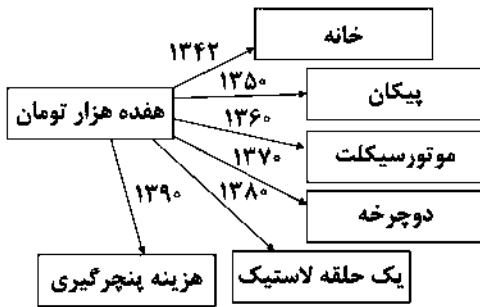 خانه
۱۳۴۲
پیکان
۱۳۵۰
هفده هزار تومان
۱۳۶۰
موتورسیکلت
۱۳۷۰
دوچرخه
۱۳۸۰
۱۳۹۰
یک حلقه لاستیک
هزینه پنچرگیری